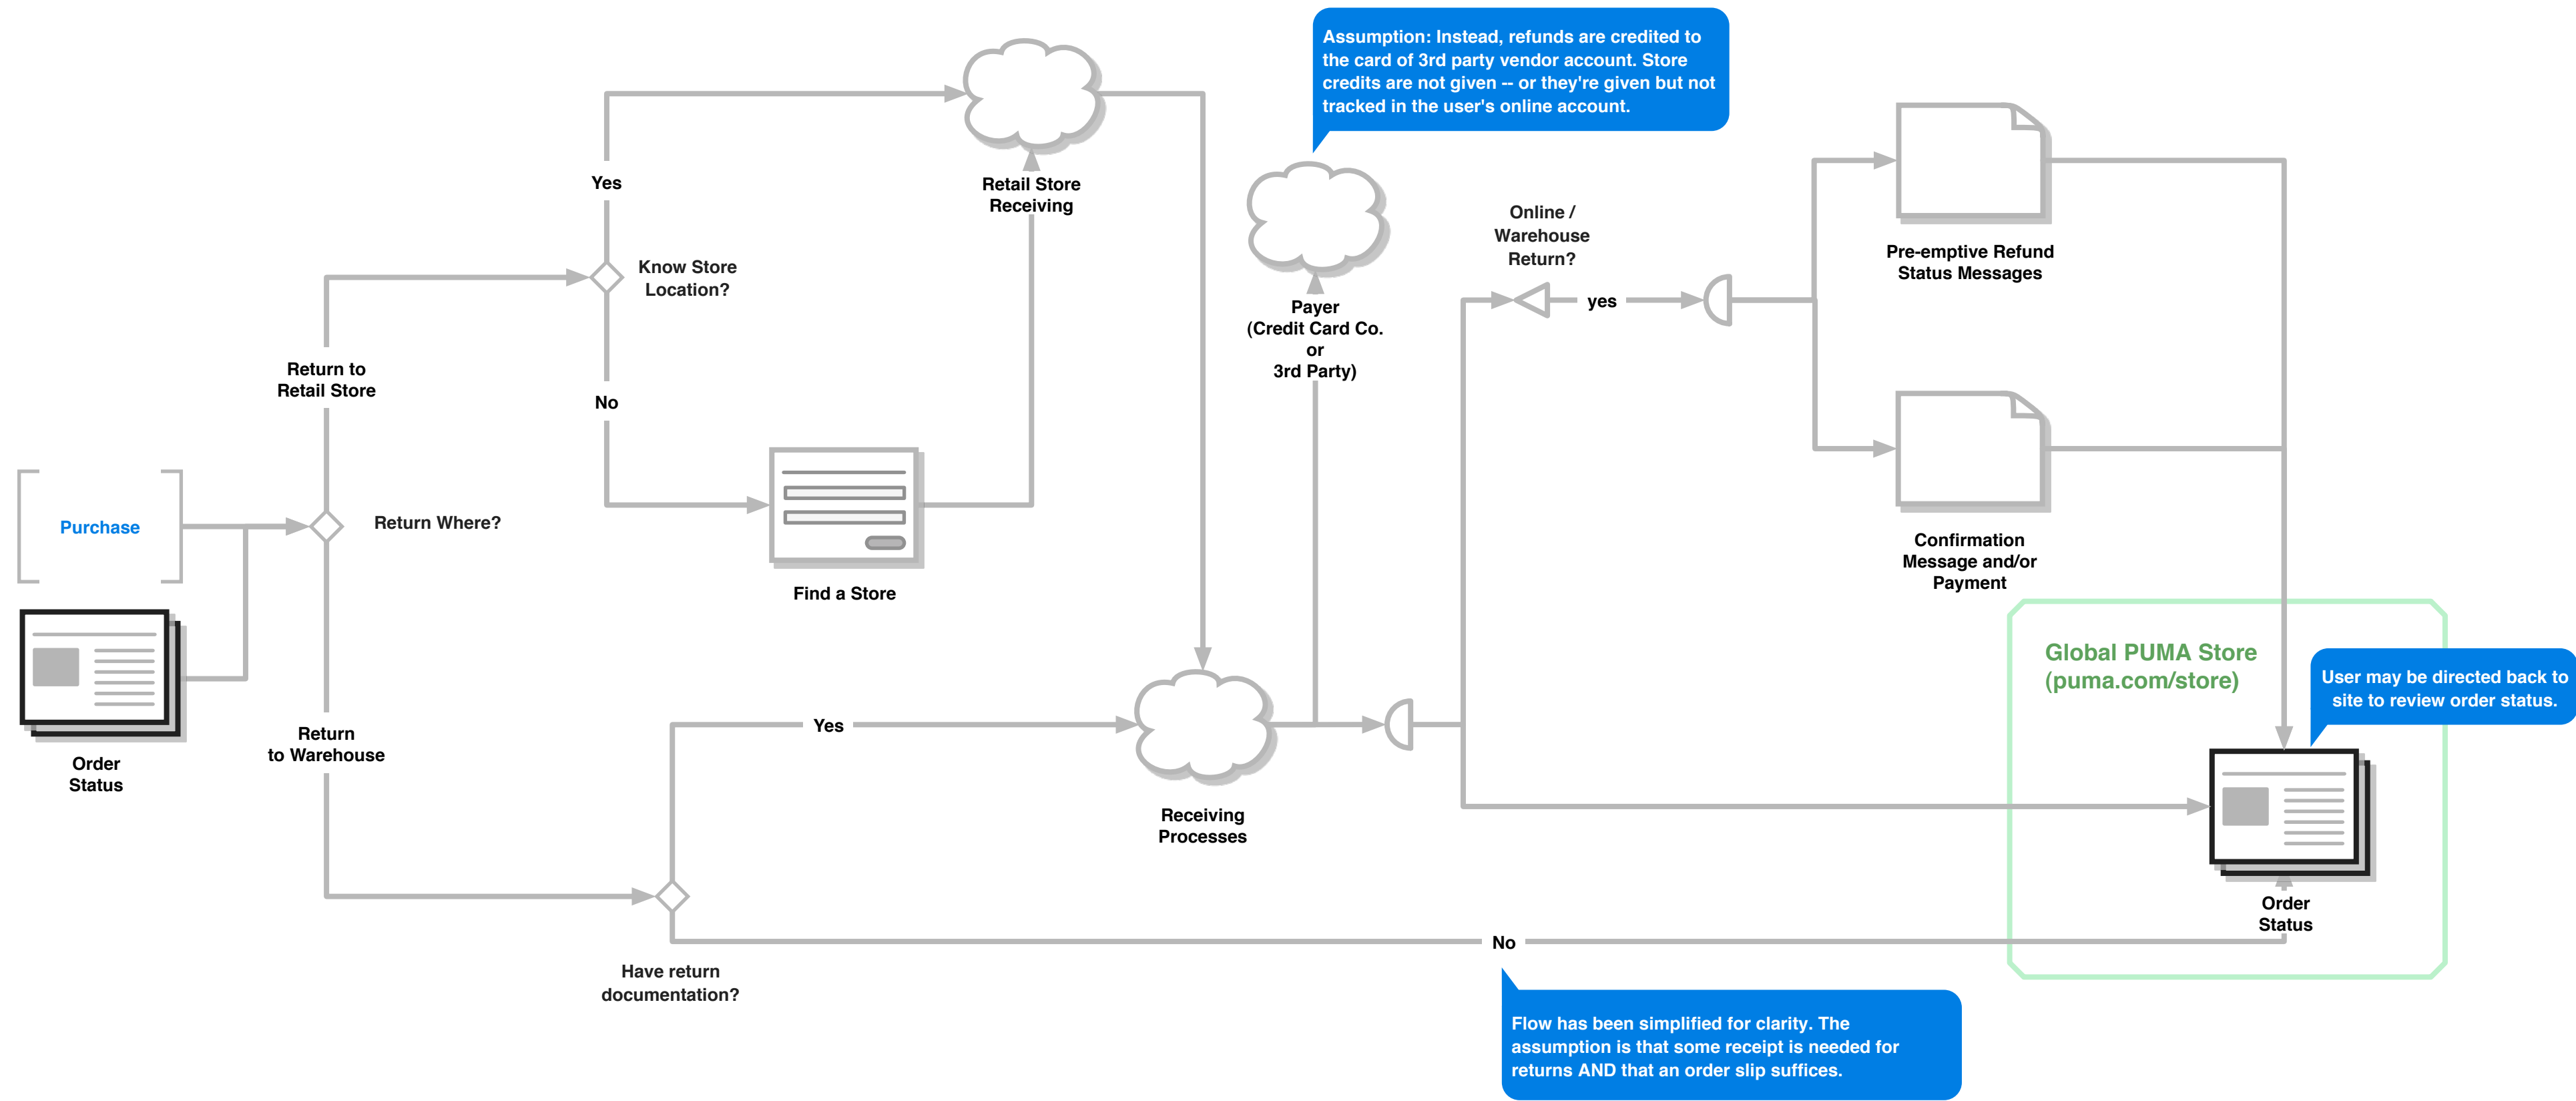 Assumption: Instead, refunds are credited to
the card of 3rd party vendor account. Store
credits are not given -- or they're given but not
tracked in the user's online account.
Yes
Retail Store
Receiving
Know Store
Location?
Online /
Warehouse
Return?
Pre-emptive Refund
Status Messages
Payer
(Credit Card Co.
or
3rd Party)
yes
Return to
Retail Store
No
Purchase
Return Where?
Find a Store
Confirmation
Message and/or
Payment
Global PUMA Store
(puma.com/store)
User may be directed back to
site to review order status.
Order
Status
Return
to Warehouse
Yes
Receiving
Processes
Order
Status
No
Have return
documentation?
Flow has been simplified for clarity. The
assumption is that some receipt is needed for
returns AND that an order slip suffices.